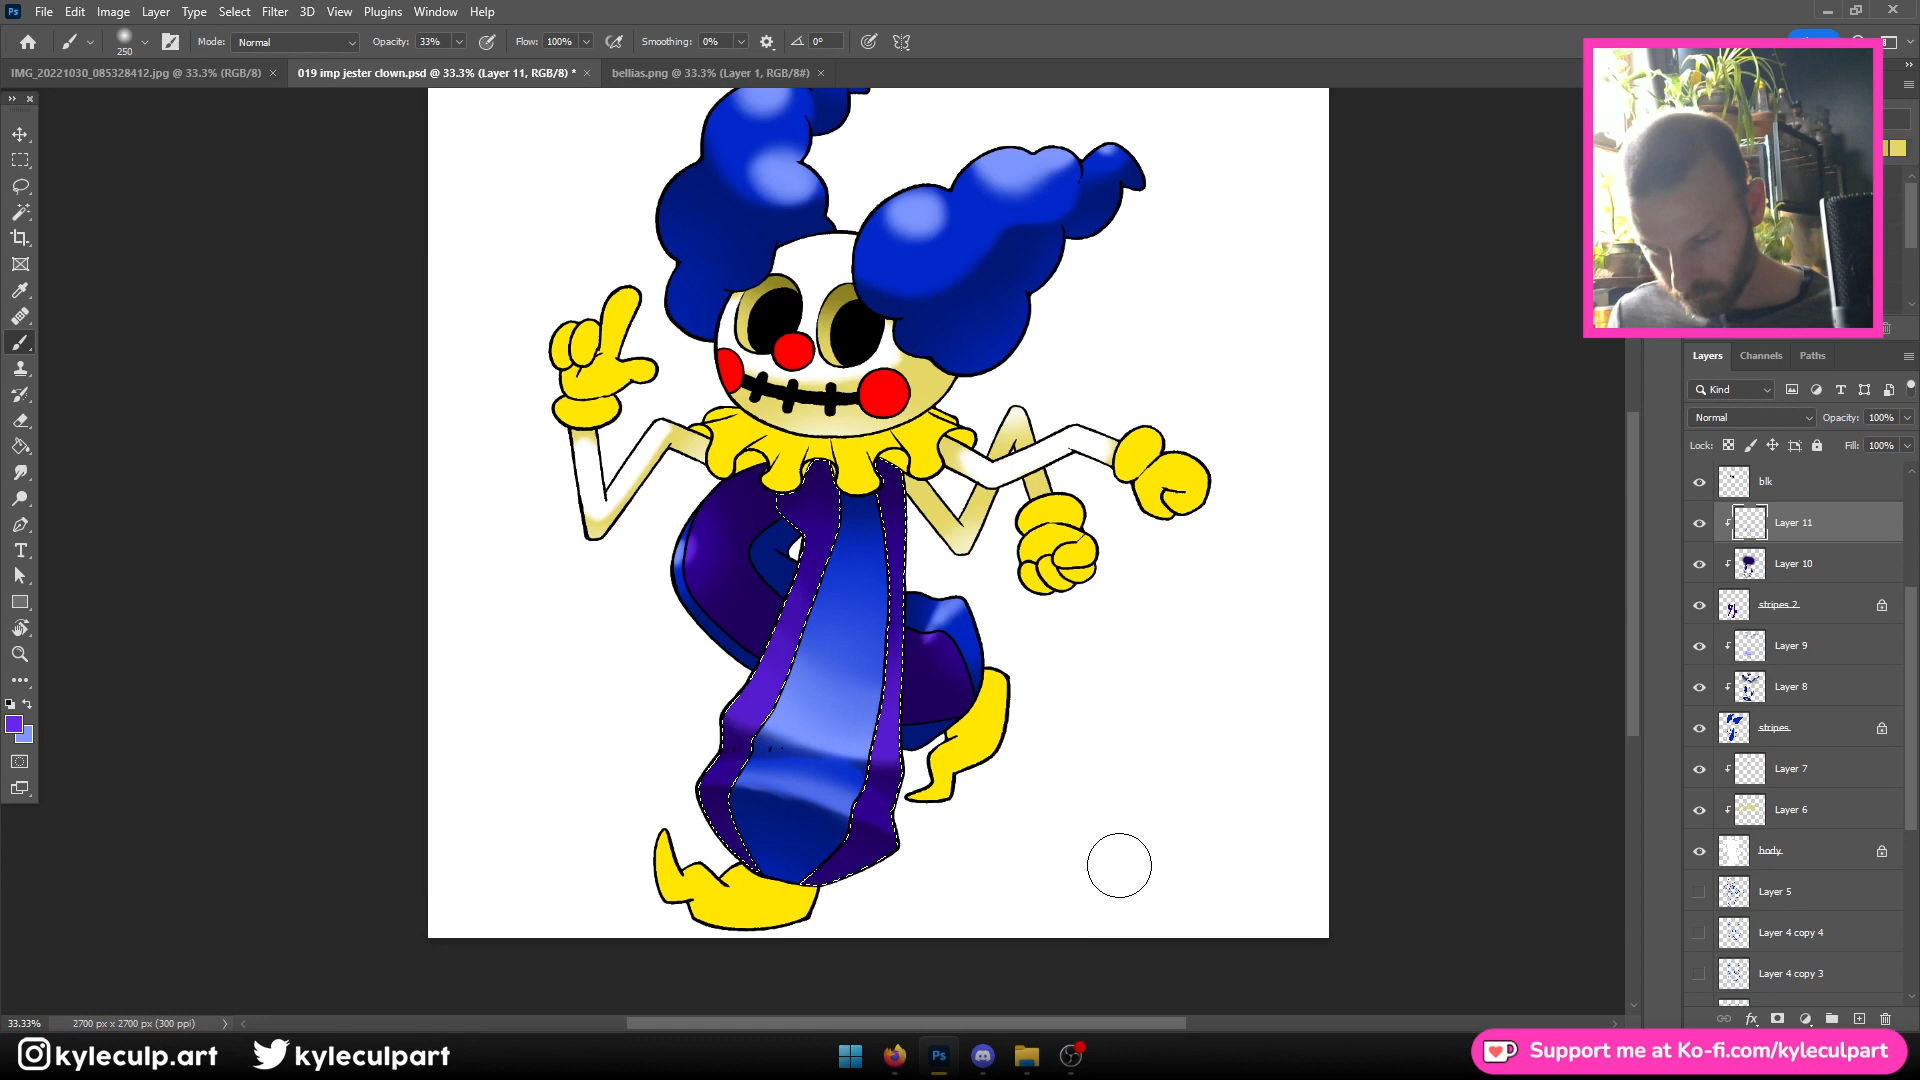 File Edit Image Layer Type Select Filter 3D View Plugins Window Help
250 Mode: Normal Opacity: 33% Flow: 100% Smoothing: 0% 0°
IMG_20221030_085328412.jpg @ 33.3% (RGB/8) × 019 imp jester clown.psd @ 33.3% (Layer 11, RGB/8) * × bellias.png @ 33.3% (Layer 1, RGB/8#) ×
Layers Channels Paths
Kind
Normal Opacity: 100%
Lock: Fill: 100%
blk
Layer 11
Layer 10
stripes 2
Layer 9
Layer 8
stripes
Layer 7
Layer 6
body
Layer 5
Layer 4 copy 4
Layer 4 copy 3
33.33% 2700 px x 2700 px (300 ppi)
kyleculp.art kyleculpart
Support me at Ko-fi.com/kyleculpart